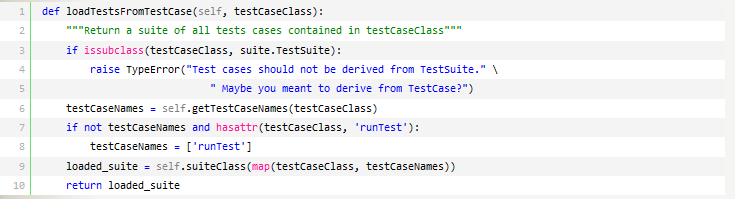 1 def loadTestsFromTestCase(self, testCaseClass):
2     """Return a suite of all tests cases contained in testCaseClass"""
3     if issubclass(testCaseClass, suite.TestSuite):
4         raise TypeError("Test cases should not be derived from TestSuite." \
5                             " Maybe you meant to derive from TestCase?")
6     testCaseNames = self.getTestCaseNames(testCaseClass)
7     if not testCaseNames and hasattr(testCaseClass, 'runTest'):
8         testCaseNames = ['runTest']
9     loaded_suite = self.suiteClass(map(testCaseClass, testCaseNames))
10     return loaded_suite